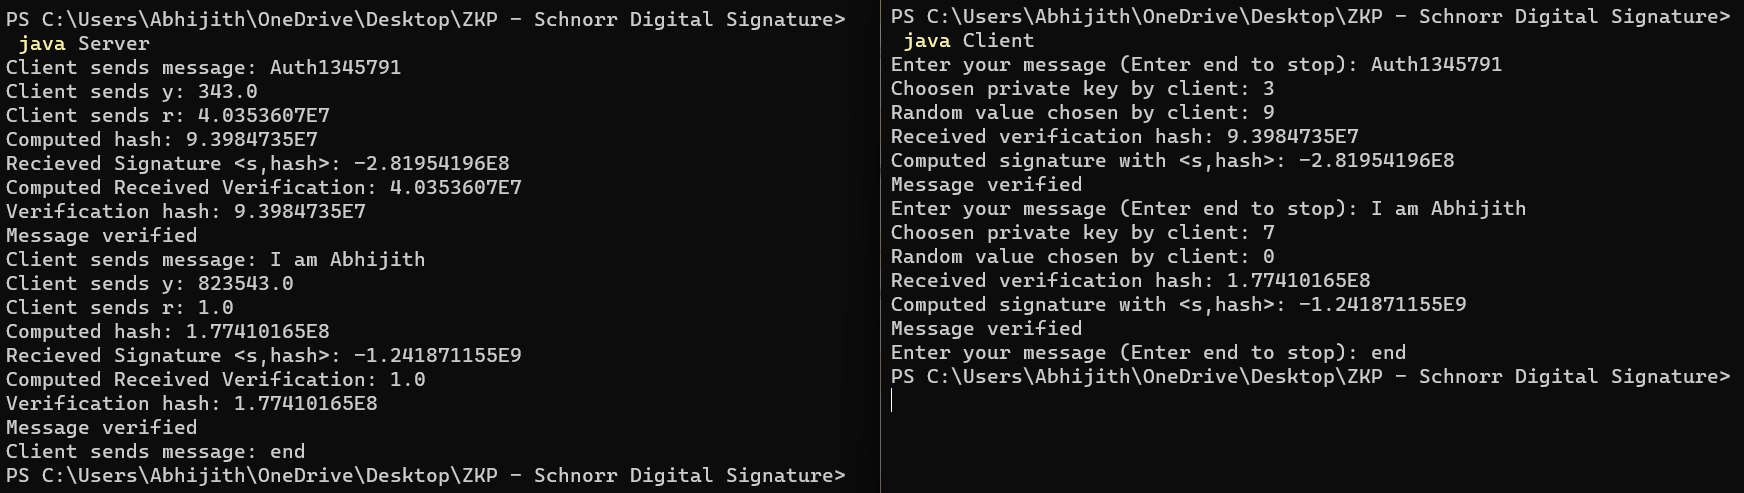 PS C:\Users\Abhijith\OneDrive\Desktop\ZKP - Schnorr Digital Signature>
java Server
Client sends message: Auth1345791
Client sends y: 343.0
Client sends r: 4.0353607E7
Computed hash: 9.3984735E7
Recieved Signature <s,hash>: -2.81954196E8
Computed Received Verification: 4.0353607E7
Verification hash: 9.3984735E7
Message verified
Client sends message: I am Abhijith
Client sends y: 823543.0
Client sends r: 1.0
Computed hash: 1.77410165E8
Recieved Signature <s,hash>: -1.241871155E9
Computed Received Verification: 1.0
Verification hash: 1.77410165E8
Message verified
Client sends message: end
PS C:\Users\Abhijith\OneDrive\Desktop\ZKP - Schnorr Digital Signature>
PS C:\Users\Abhijith\OneDrive\Desktop\ZKP - Schnorr Digital Signature>
java Client
Enter your message (Enter end to stop): Auth1345791
Choosen private key by client: 3
Random value chosen by client: 9
Received verification hash: 9.3984735E7
Computed signature with <s,hash>: -2.81954196E8
Message verified
Enter your message (Enter end to stop): I am Abhijith
Choosen private key by client: 7
Random value chosen by client: 0
Received verification hash: 1.77410165E8
Computed signature with <s,hash>: -1.241871155E9
Message verified
Enter your message (Enter end to stop): end
PS C:\Users\Abhijith\OneDrive\Desktop\ZKP - Schnorr Digital Signature>